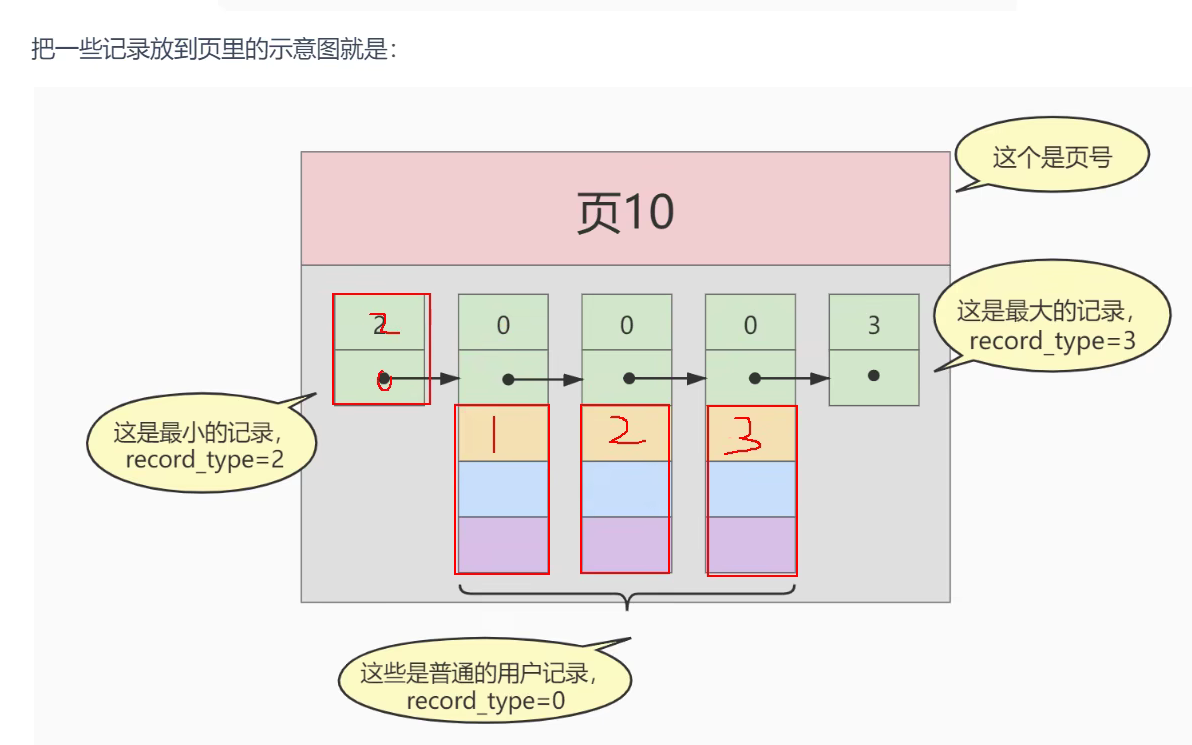 把一些记录放到页里的示意图就是：
这个是页号
页10
这是最大的记录，
record_type=3
2 0 0 0 3
2
0
这是最小的记录，
record_type=2
1 2 3
这些是普通的用户记录，
record_type=0